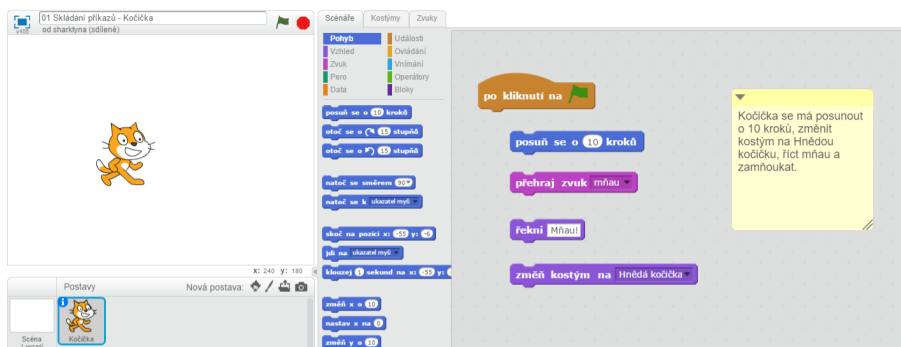 01 Skládání příkazů - Kočička
od sharktyna (sdílené)
v456
Scénáře Kostýmy Zvuky
Pohyb Události
Vzhled Ovládání
Zvuk Vnímání
Pero Operátory
Data Bloky
posuň se o 10 kroků
otoč se o 15 stupňů
otoč se o 15 stupňů
natoč se směrem 90
natoč se k ukazatel myši
skoč na pozici x: -55 y: -6
jdi na ukazatel myši
klouzej 1 sekund na x: -55 y:
změň x o 10
nastav x na 0
změň y o 10
po kliknutí na
posuň se o 10 kroků
přehraj zvuk mňau
řekni Mňau!
změň kostým na Hnědá kočička
Kočička se má posunout
o 10 kroků, změnit
kostým na Hnědou
kočičku, říct mňau a
zamňoukat.
X: 240 y: 180
Postavy Nová postava:
Scéna
Kočička